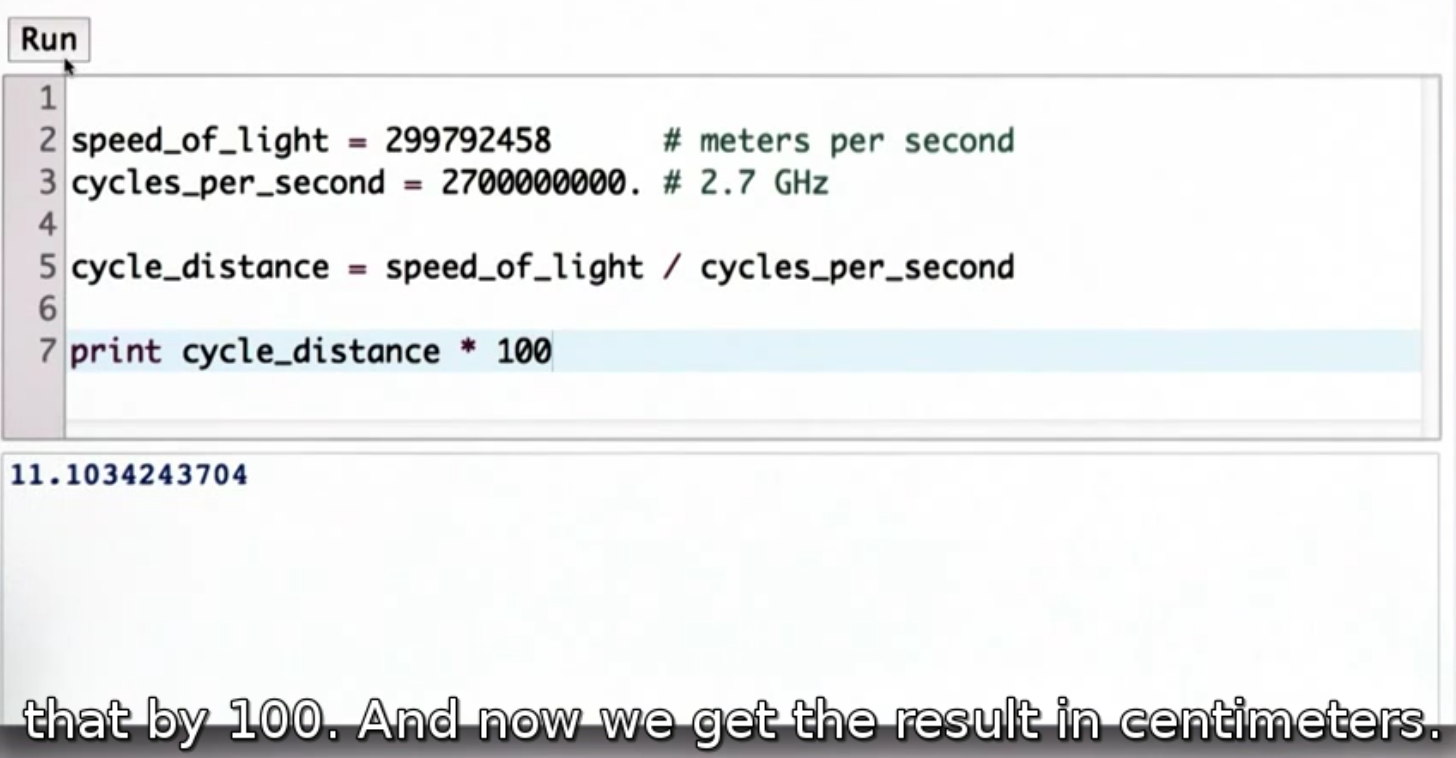 Run
1
2 speed_of_light = 299792458 # meters per second
3 cycles_per_second = 2700000000. # 2.7 GHz
4
5 cycle_distance = speed_of_light / cycles_per_second
6
7 print cycle_distance * 100
11.1034243704
that by 100. And now we get the result in centimeters.